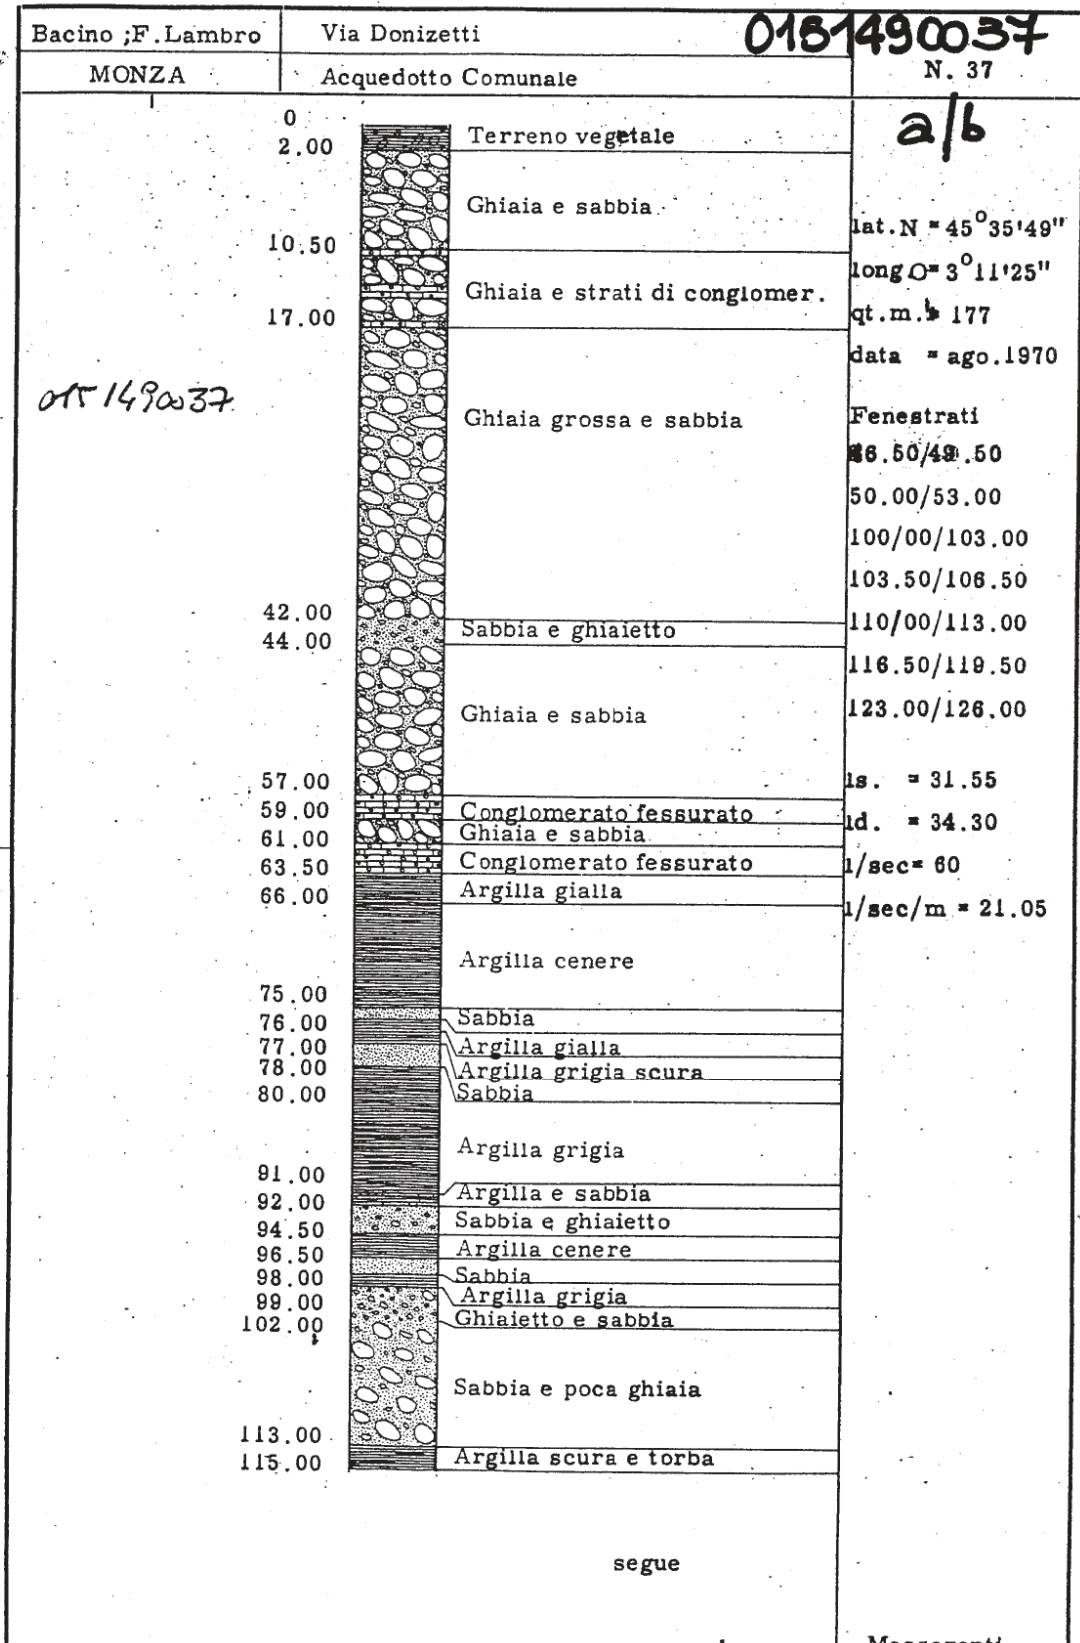 Bacino ;F.Lambro
Via Donizetti
0151490037
MONZA
Acquedotto Comunale
N. 37
a/b
0
2.00
Terreno vegetale
Ghiaia e sabbia
10.50
Ghiaia e strati di conglomer.
17.00
0151490037
Ghiaia grossa e sabbia
42.00
Sabbia e ghiaietto
44.00
Ghiaia e sabbia
57.00
59.00
Conglomerato fessurato
61.00
Ghiaia e sabbia
63.50
Conglomerato fessurato
66.00
Argilla gialla
Argilla cenere
75.00
76.00
Sabbia
77.00
Argilla gialla
78.00
Argilla grigia scura
80.00
Sabbia
Argilla grigia
91.00
92.00
Argilla e sabbia
94.50
Sabbia e ghiaietto
96.50
Argilla cenere
98.00
Sabbia
99.00
Argilla grigia
102.00
Ghiaietto e sabbia
Sabbia e poca ghiaia
113.00
115.00
Argilla scura e torba
segue
lat.N = 45°35'49"
long O= 3°11'25"
qt.m. = 177
data = ago.1970
Fenestrati
50.00/53.00
100/00/103.00
103.50/106.50
110/00/113.00
116.50/119.50
123.00/126.00
ls. = 31.55
ld. = 34.30
l/sec= 60
l/sec/m = 21.05